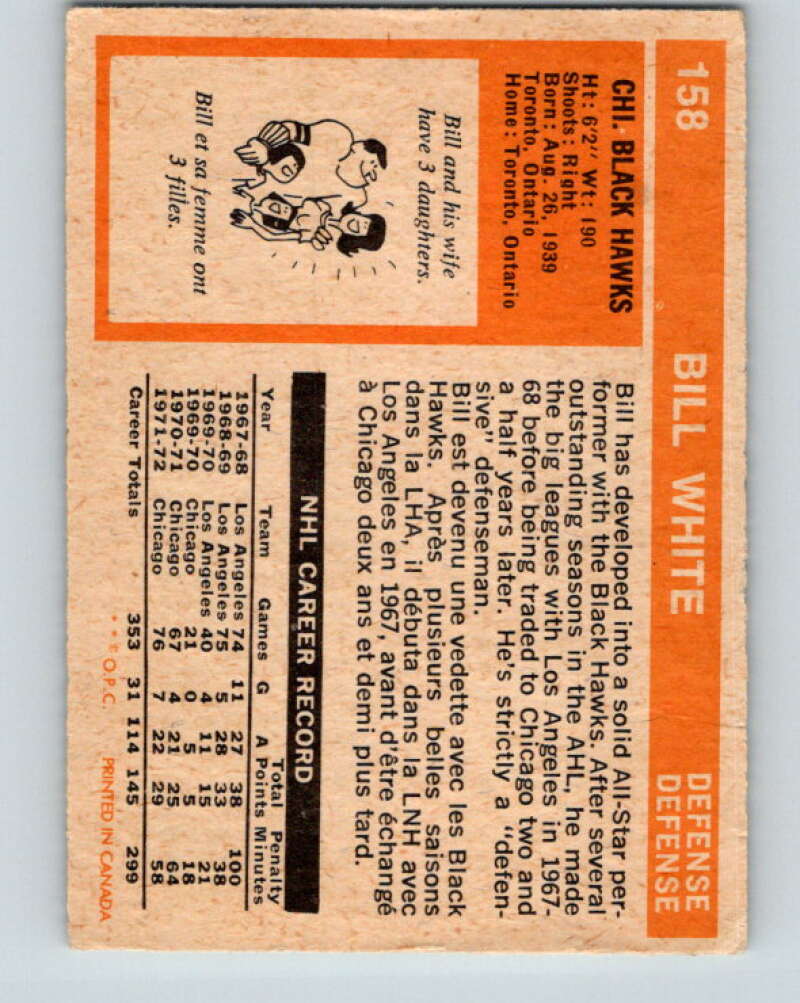 158 BILL WHITE DEFENSE
DEFENSE
CHI. BLACK HAWKS
Ht: 6'2" Wt: 190
Shoots: Right
Born: Aug. 26, 1939
Toronto, Ontario
Home: Toronto, Ontario
Bill and his wife
have 3 daughters.
Bill et sa femme ont
3 filles.
Bill has developed into a solid All-Star per-
former with the Black Hawks. After several
outstanding seasons in the AHL, he made
the big leagues with Los Angeles in 1967-
68 before being traded to Chicago two and
a half years later. He's strictly a "defen-
sive" defenseman.
Bill est devenu une vedette avec les Black
Hawks. Après plusieurs belles saisons
dans la LHA, il débuta dans la LNH avec
Los Angeles en 1967, avant d'être échangé
à Chicago deux ans et demi plus tard.
NHL CAREER RECORD
Total Penalty
Year Team Games G A Points Minutes
1967-68 Los Angeles 74 11 27 38 100
1968-69 Los Angeles 75 5 28 33 38
1969-70 Los Angeles 40 4 11 15 21
1969-70 Chicago 21 0 5 5 18
1970-71 Chicago 67 4 21 25 64
1971-72 Chicago 76 7 22 29 58
Career Totals 353 31 114 145 299
**© O.P.C. PRINTED IN CANADA